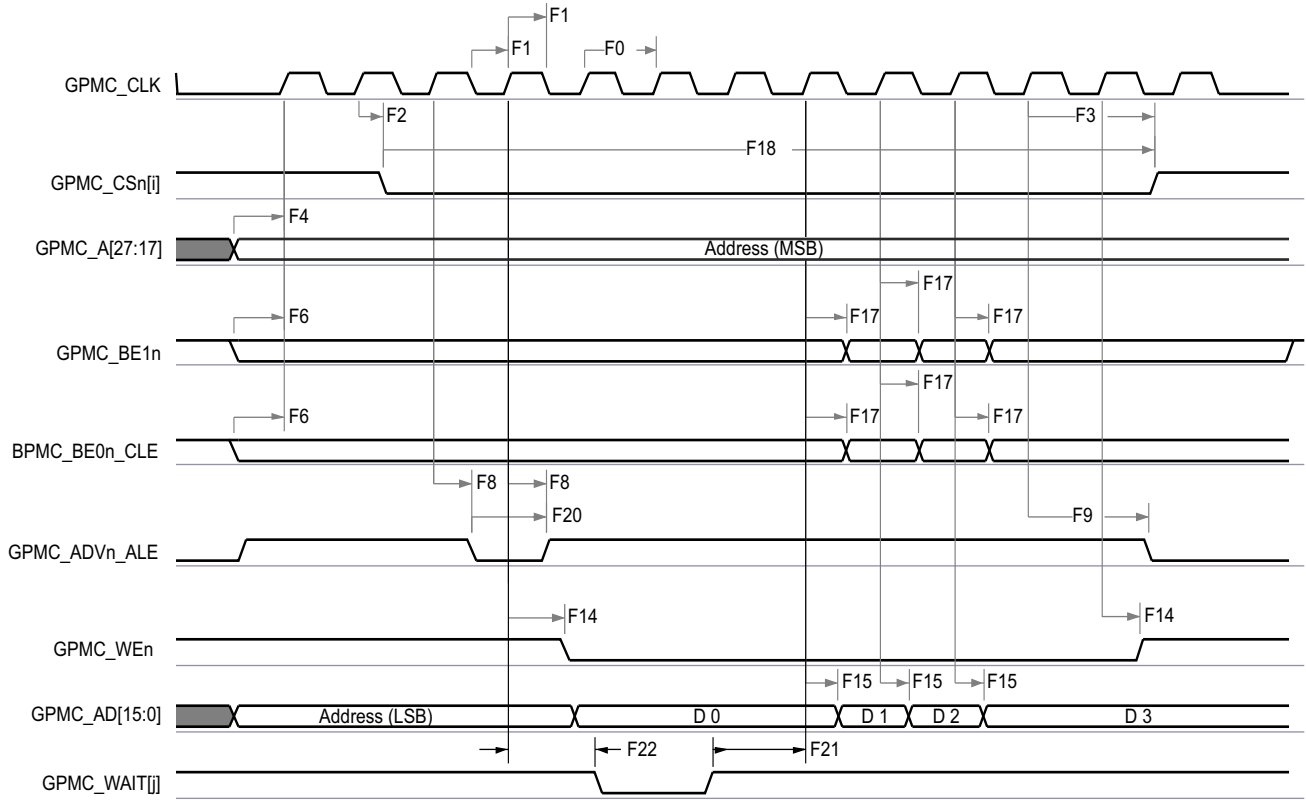 F1
F1
F0
GPMC_CLK
F2
F3
F18
GPMC_CSn[i]
F4
GPMC_A[27:17]
Address (MSB)
F17
F6
F17
F17
GPMC_BE1n
F17
F6
F17
F17
BPMC_BE0n_CLE
F8
F8
F20
F9
GPMC_ADVn_ALE
F14
F14
GPMC_WEn
F15
F15
F15
GPMC_AD[15:0]
Address (LSB)
D 0
D 1
D 2
D 3
F22
F21
GPMC_WAIT[j]